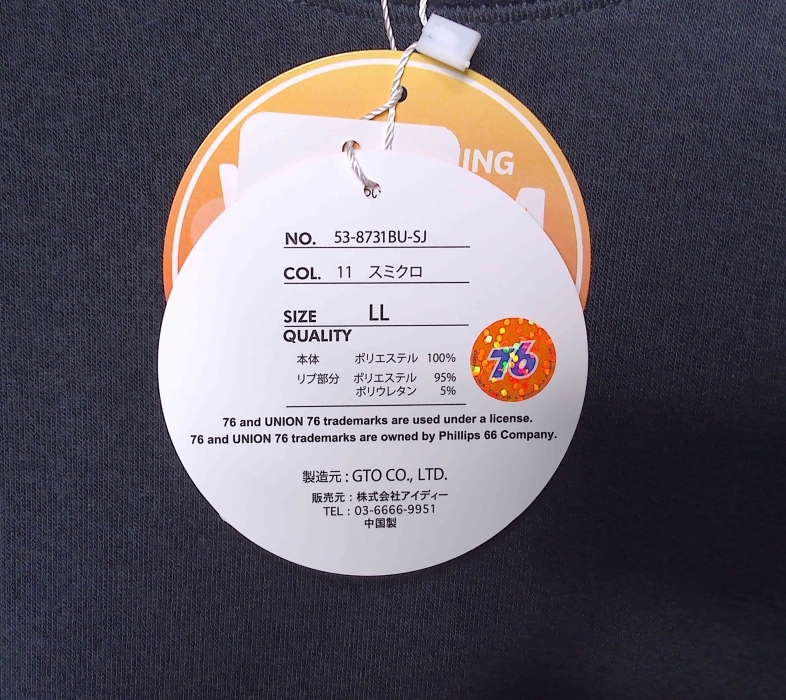 ING
NO. 53-8731BU-SJ
COL. 11 スミクロ
SIZE LL
QUALITY
本体 ポリエステル 100%
リブ部分 ポリエステル 95%
ポリウレタン 5%
76
76 and UNION 76 trademarks are used under a license.
76 and UNION 76 trademarks are owned by Phillips 66 Company.
製造元 : GTO CO., LTD.
販売元 : 株式会社アイディー
TEL : 03-6666-9951
中国製